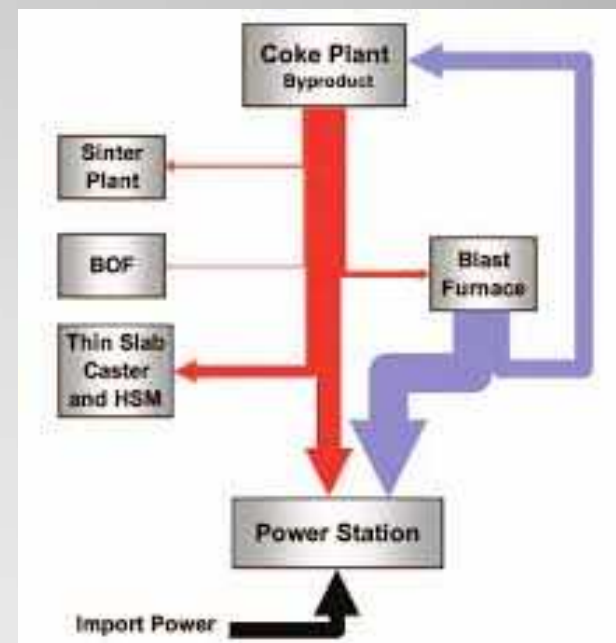 Coke Plant
Byproduct
Sinter
Plant
BOF
Blast
Furnace
Thin Slab
Caster
and HSM
Power Station
Import Power